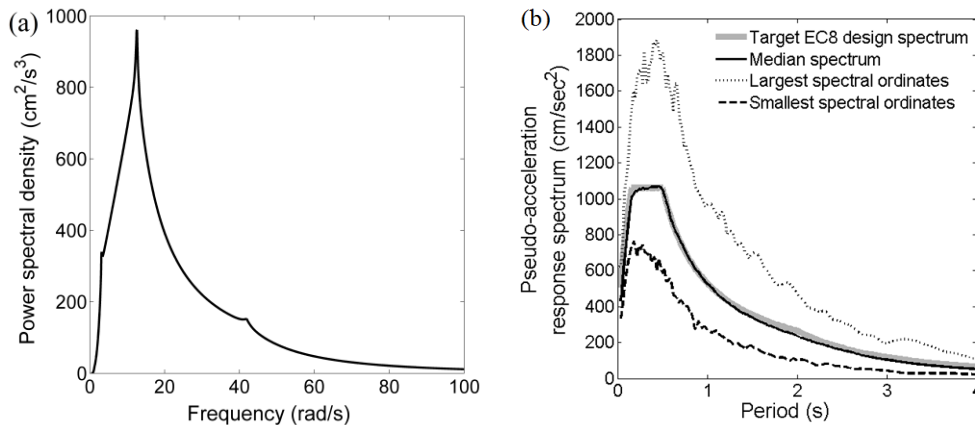 (a)
Power spectral density (cm²/s³)
1000
800
600
400
200
0
0 20 40 60 80 100
Frequency (rad/s)
(b)
Pseudo-acceleration
response spectrum (cm/sec²)
2000
1800
1600
1400
1200
1000
800
600
400
200
0
0 1 2 3 4
Period (s)
Target EC8 design spectrum
Median spectrum
Largest spectral ordinates
Smallest spectral ordinates